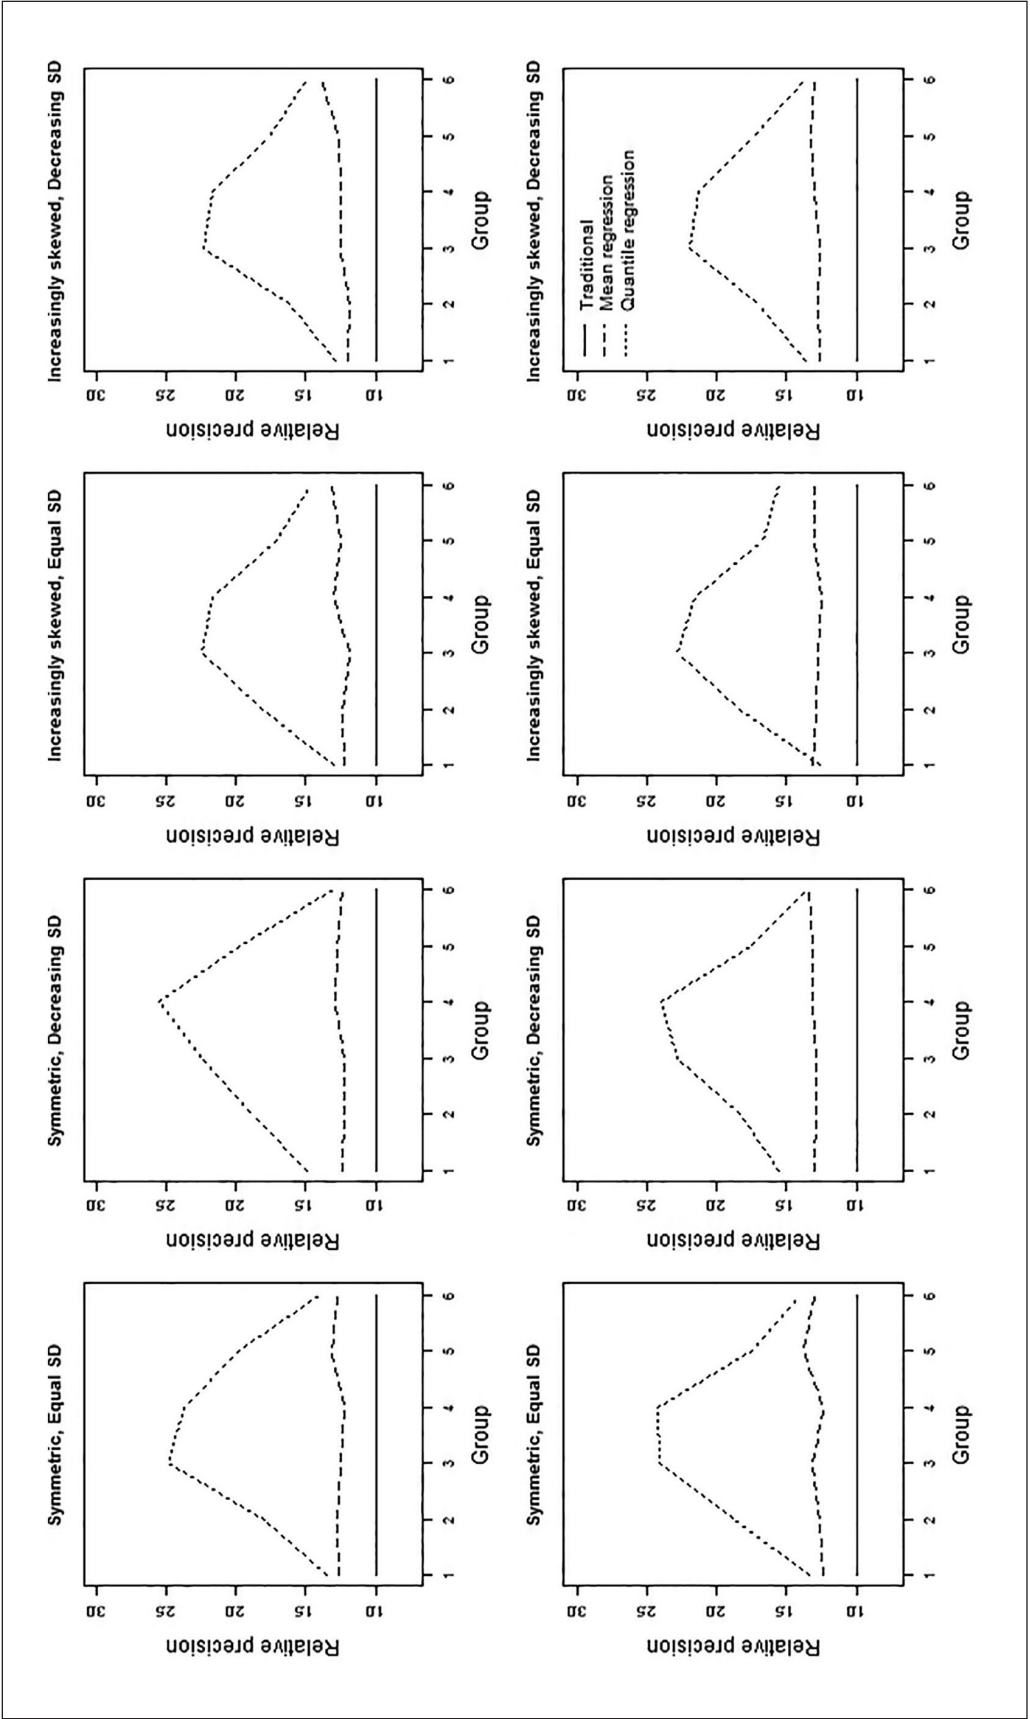 Symmetric, Equal SD
Relative precision
3.0
2.5
2.0
1.5
1.0
1 2 3 4 5 6
Group
Symmetric, Decreasing SD
Relative precision
3.0
2.5
2.0
1.5
1.0
1 2 3 4 5 6
Group
Increasingly skewed, Equal SD
Relative precision
3.0
2.5
2.0
1.5
1.0
1 2 3 4 5 6
Group
Increasingly skewed, Decreasing SD
Relative precision
3.0
2.5
2.0
1.5
1.0
1 2 3 4 5 6
Group
Symmetric, Equal SD
Relative precision
3.0
2.5
2.0
1.5
1.0
1 2 3 4 5 6
Group
Symmetric, Decreasing SD
Relative precision
3.0
2.5
2.0
1.5
1.0
1 2 3 4 5 6
Group
Increasingly skewed, Equal SD
Relative precision
3.0
2.5
2.0
1.5
1.0
1 2 3 4 5 6
Group
Increasingly skewed, Decreasing SD
Traditional
Mean regression
Quantile regression
Relative precision
3.0
2.5
2.0
1.5
1.0
1 2 3 4 5 6
Group